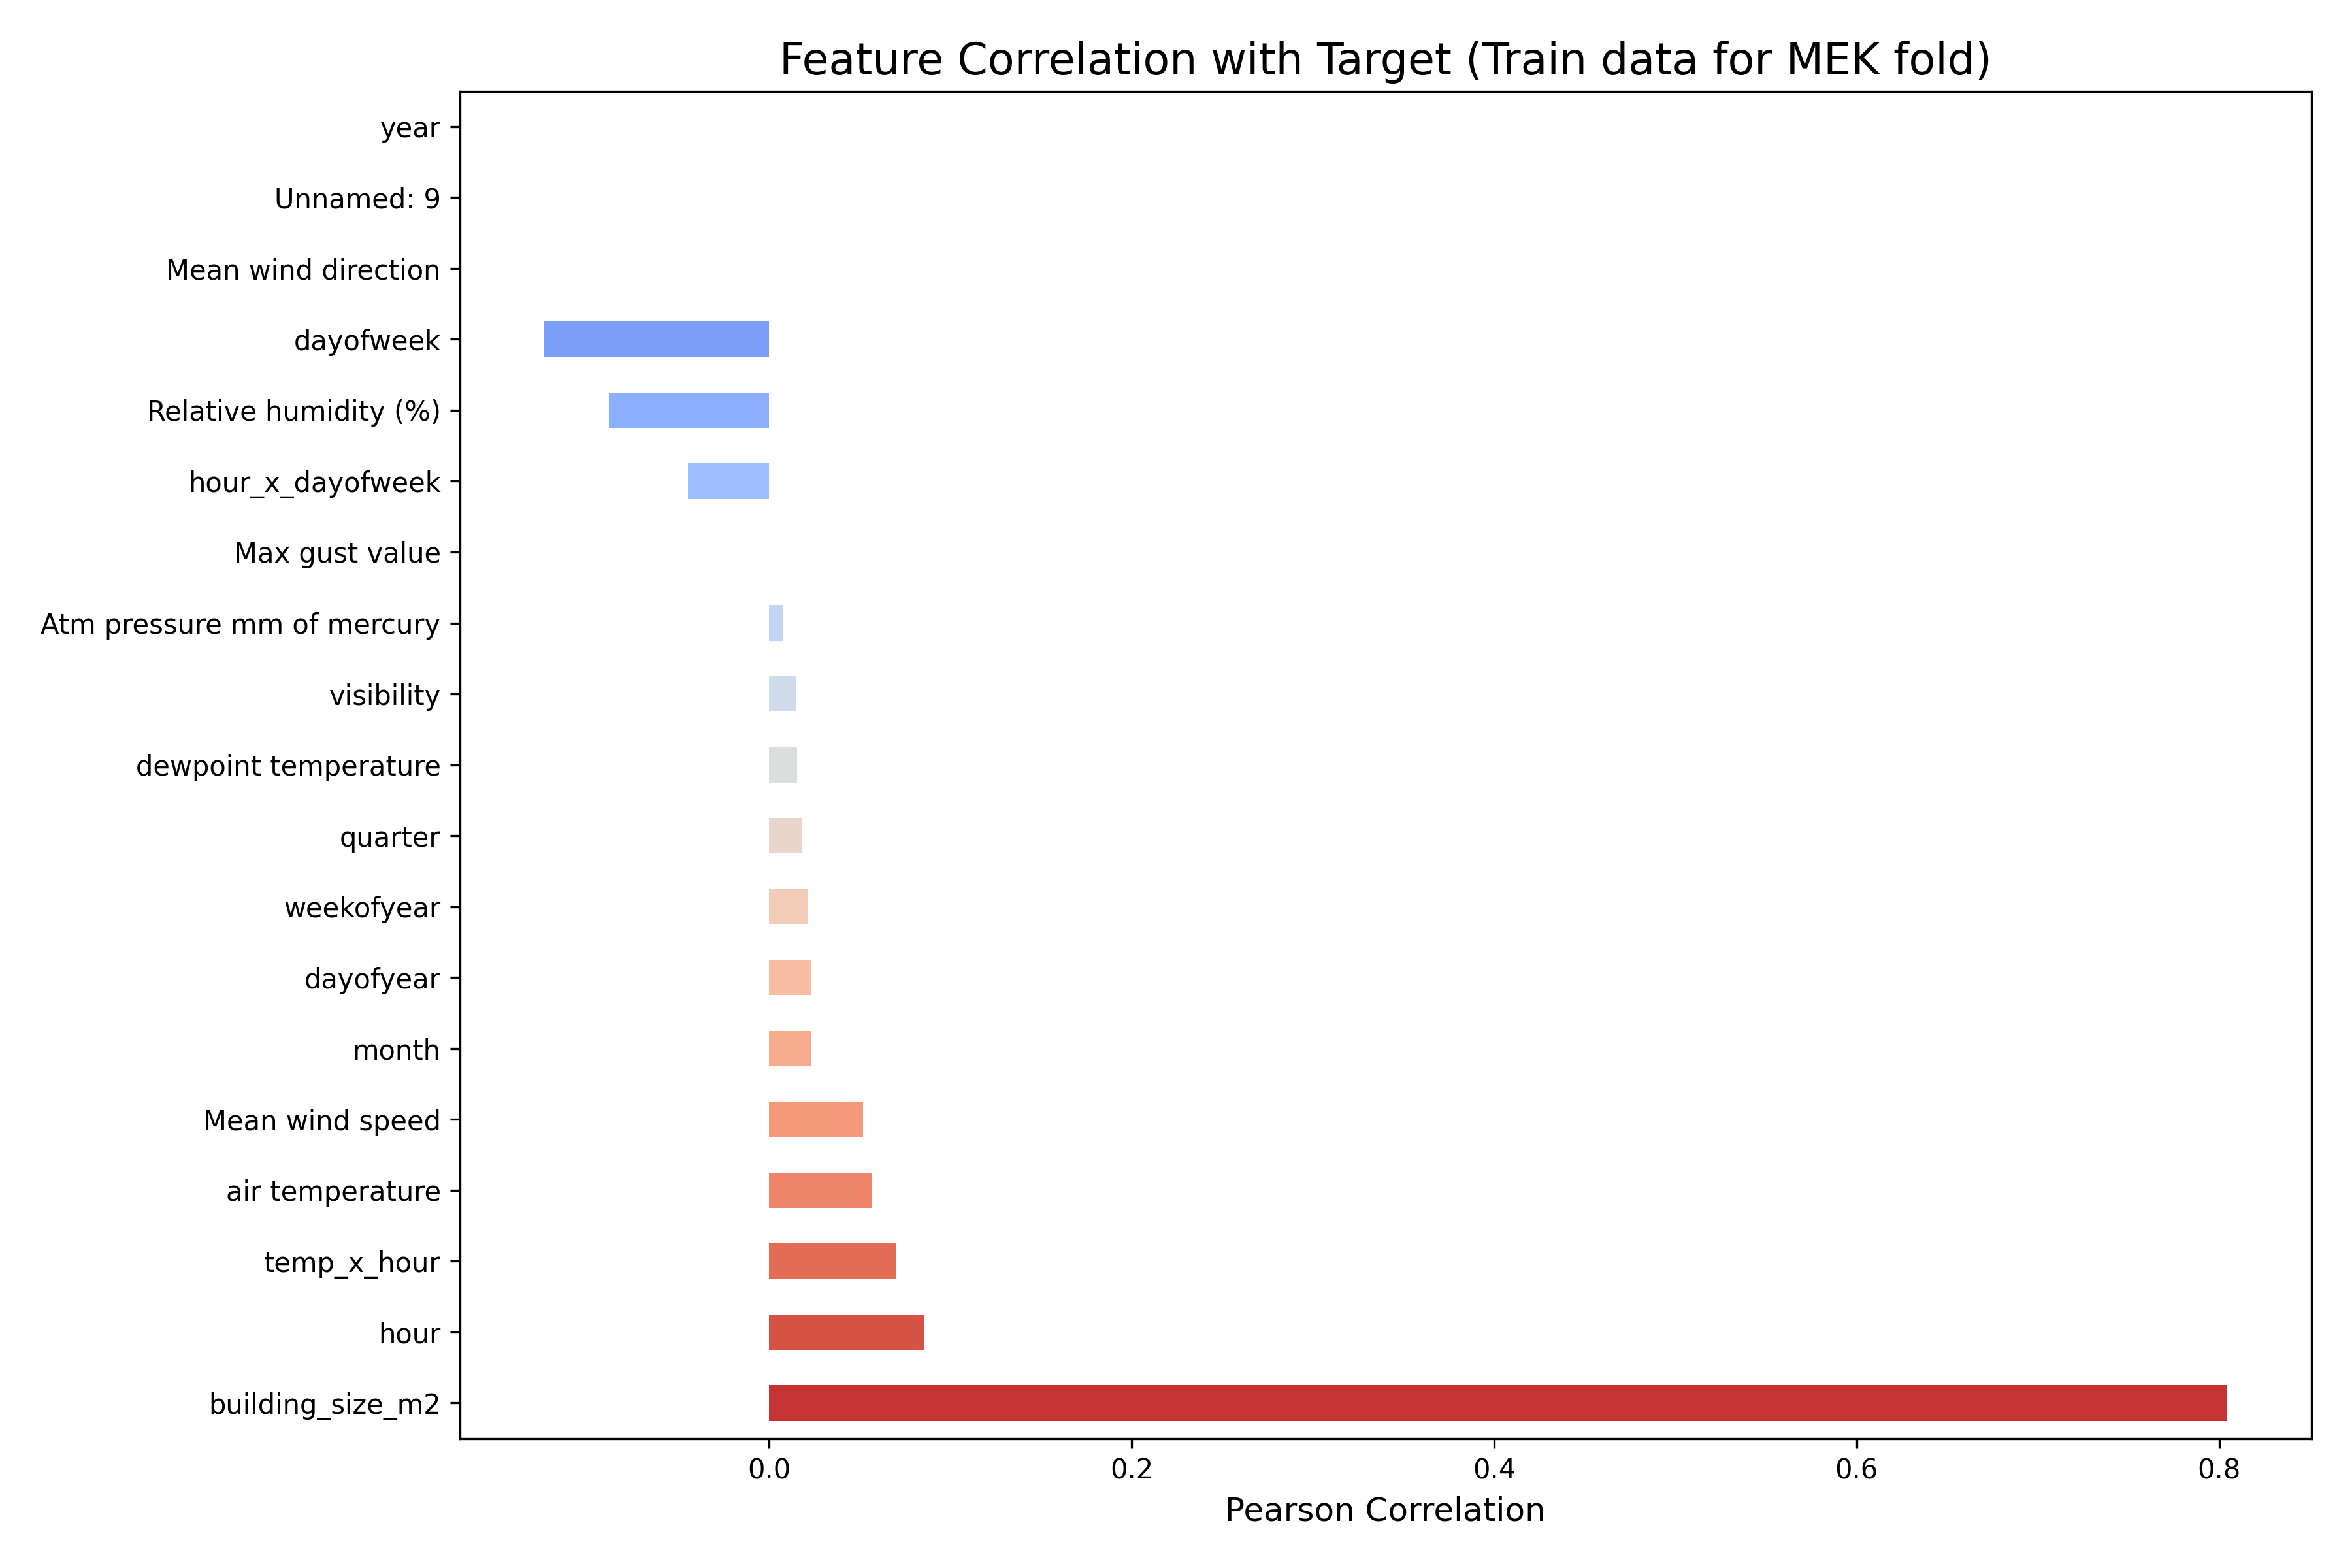 Feature Correlation with Target (Train data for MEK fold)
year
Unnamed: 9
Mean wind direction
dayofweek
Relative humidity (%)
hour_x_dayofweek
Max gust value
Atm pressure mm of mercury
visibility
dewpoint temperature
quarter
weekofyear
dayofyear
month
Mean wind speed
air temperature
temp_x_hour
hour
building_size_m2
0.0 0.2 0.4 0.6 0.8
Pearson Correlation